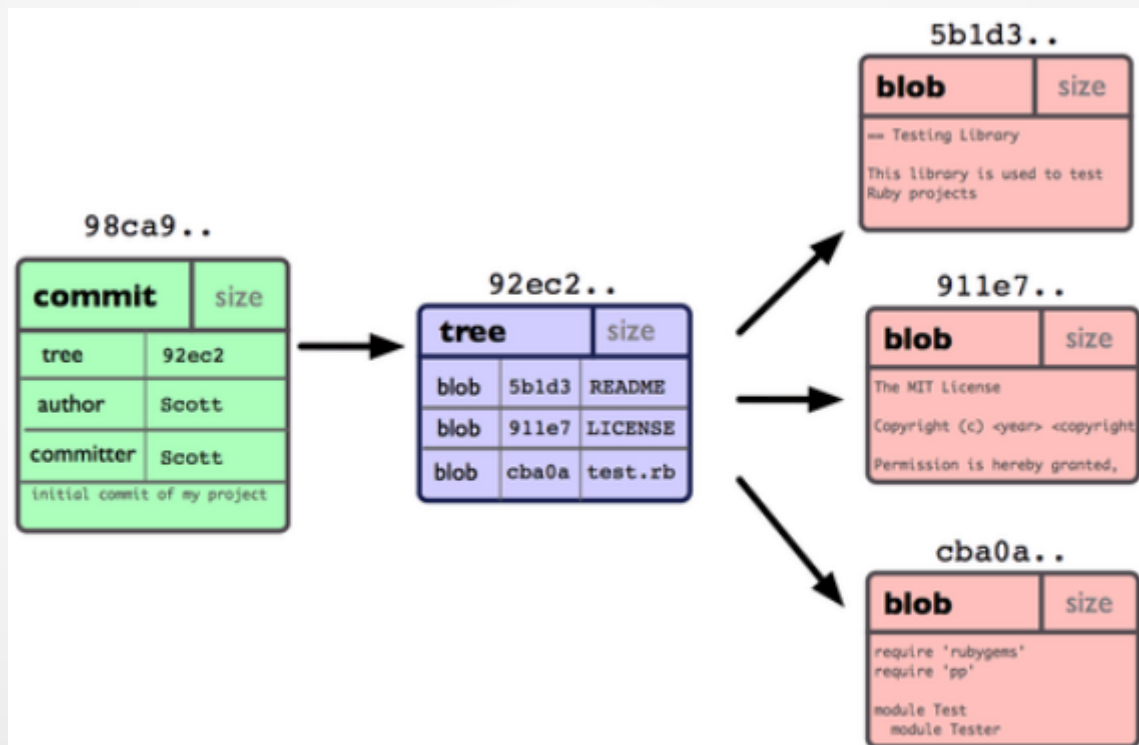 98ca9..
commit size
tree 92ec2
author Scott
committer Scott
initial commit of my project
92ec2..
tree size
blob 5b1d3 README
blob 911e7 LICENSE
blob cba0a test.rb
5b1d3..
blob size
== Testing Library
This library is used to test
Ruby projects
911e7..
blob size
The MIT License
Copyright (c) <year> <copyright
Permission is hereby granted,
cba0a..
blob size
require 'rubygems'
require 'pp'
module Test
module Tester